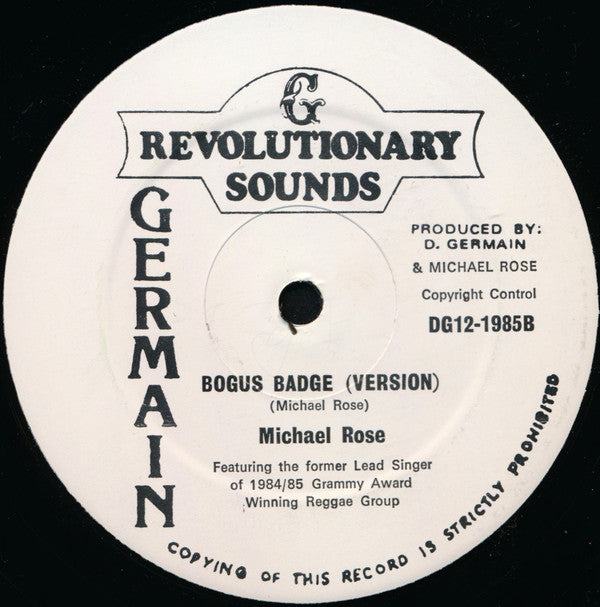 G
REVOLUTIONARY
SOUNDS
GERMAIN
PRODUCED BY:
D. GERMAIN
& MICHAEL ROSE
Copyright Control
DG12-1985B
BOGUS BADGE (VERSION)
(Michael Rose)
Michael Rose
Featuring the former Lead Singer
of 1984/85 Grammy Award
Winning Reggae Group
COPYING OF THIS RECORD IS STRICTLY PROHIBITED